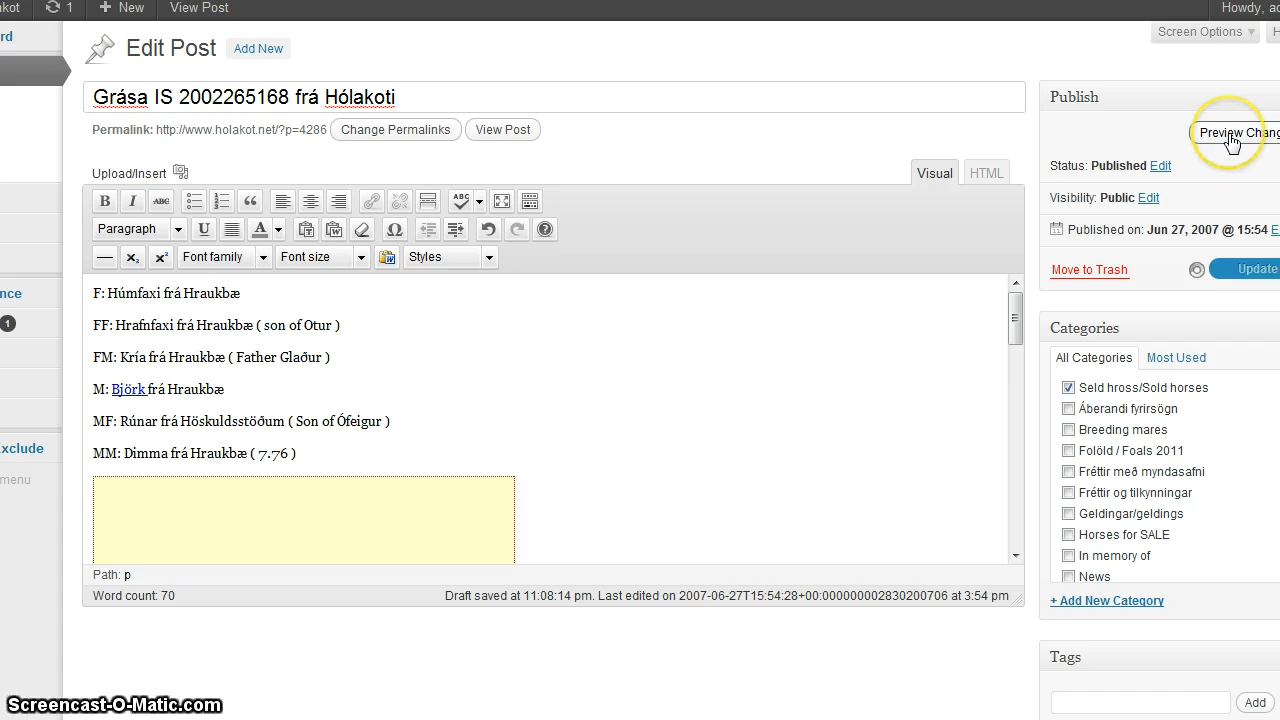 akot 1 New View Post Howdy, ad
rd
Edit Post Add New
Screen Options
Grása IS 2002265168 frá Hólakoti
Permalink: http://www.holakot.net/?p=4286 Change Permalinks View Post
Upload/Insert
Visual HTML
B I ABC ABC
Paragraph U A
Font family Font size Styles
F: Húmfaxi frá Hraukbæ
FF: Hrafnfaxi frá Hraukbæ ( son of Otur )
FM: Kría frá Hraukbæ ( Father Glaður )
M: Björk frá Hraukbæ
MF: Rúnar frá Höskuldsstöðum ( Son of Ófeigur )
MM: Dimma frá Hraukbæ ( 7.76 )
Path: p
Word count: 70
Draft saved at 11:08:14 pm. Last edited on 2007-06-27T15:54:28+00:000000002830200706 at 3:54 pm
nce
1
xclude
menu
Publish
Preview Chang
Status: Published Edit
Visibility: Public Edit
Published on: Jun 27, 2007 @ 15:54 E
Move to Trash
Update
Categories
All Categories Most Used
Seld hross/Sold horses
Áberandi fyrirsögn
Breeding mares
Folöld / Foals 2011
Fréttir með myndasafni
Fréttir og tilkynningar
Geldingar/geldings
Horses for SALE
In memory of
News
+ Add New Category
Tags
Add
Screencast-O-Matic.com